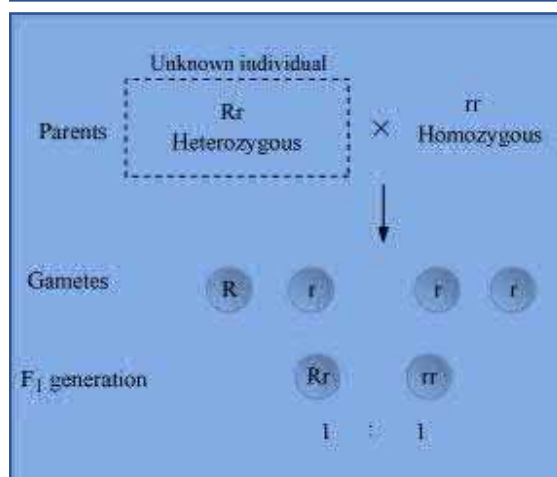 Unknown individual
Rr rr
Parents Heterozygous × Homozygous
Gametes R r r r
F₁ generation Rr rr
1 : 1